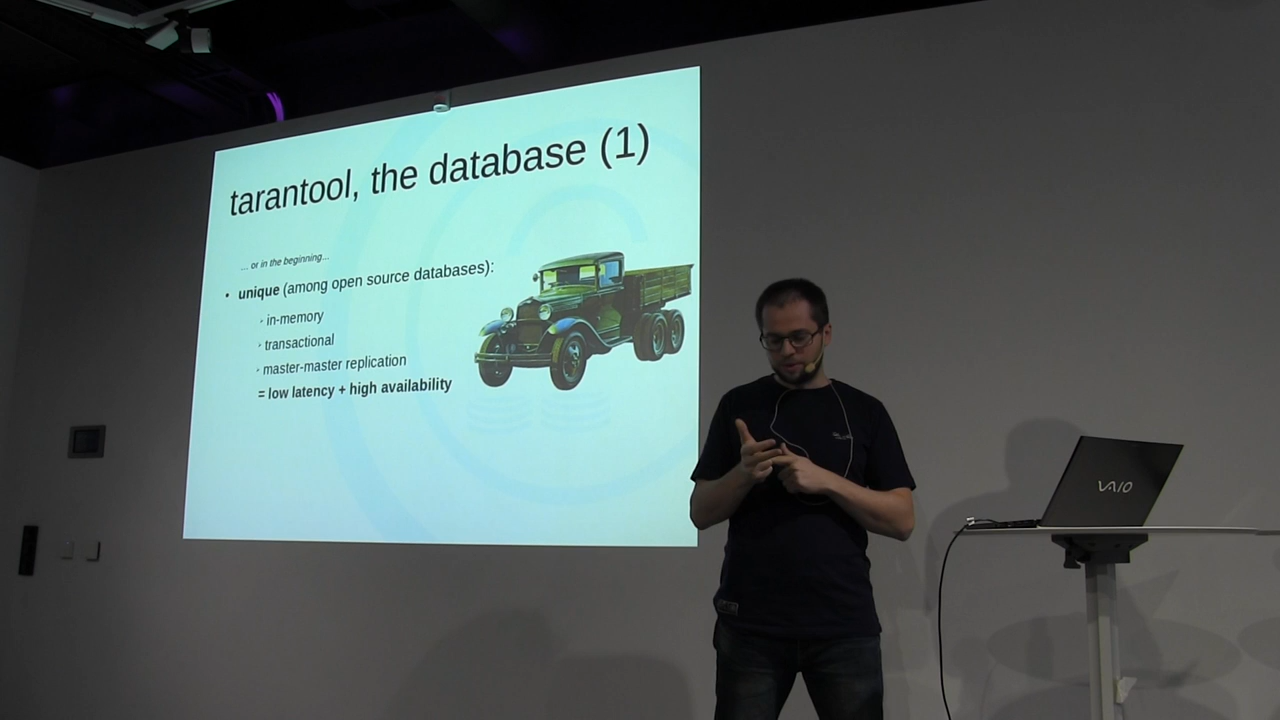 tarantool, the database (1)
... or in the beginning...
• unique (among open source databases):
in-memory
transactional
master-master replication
= low latency + high availability
VAIO